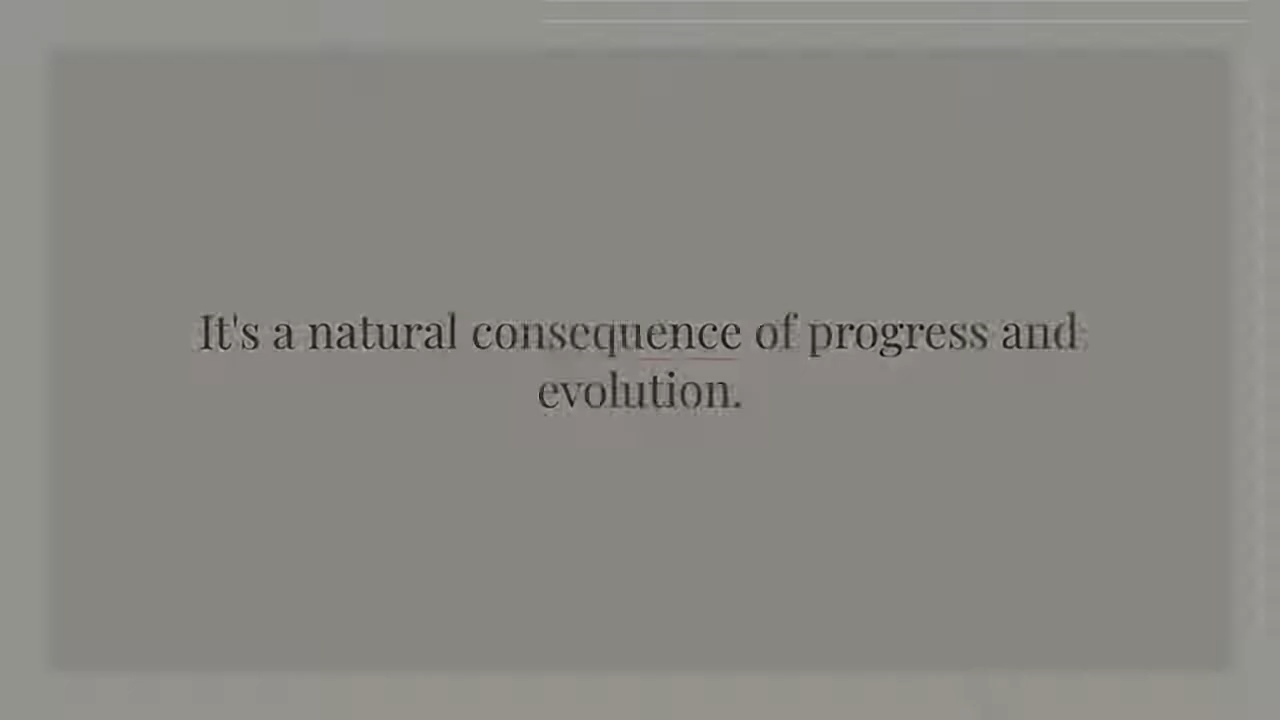 It's a natural consequence of progress and
evolution.